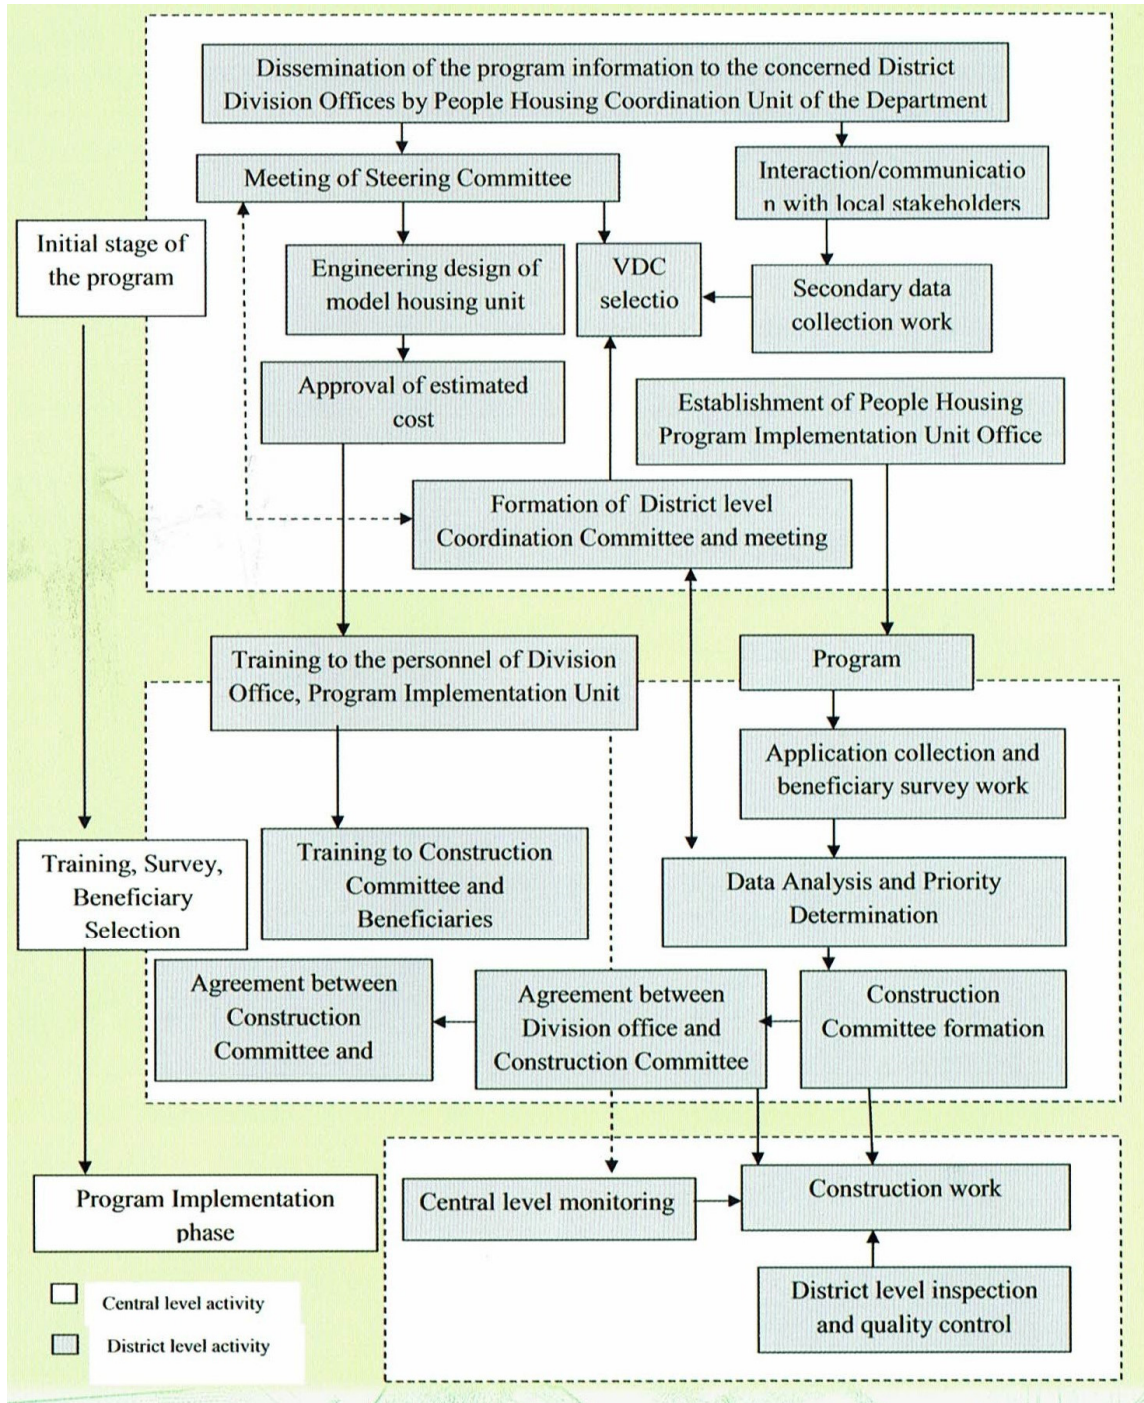 Dissemination of the program information to the concerned District
Division Offices by People Housing Coordination Unit of the Department
Meeting of Steering Committee
Interaction/communicatio
n with local stakeholders
Initial stage of
the program
Engineering design of
model housing unit
VDC
selectio
Secondary data
collection work
Approval of estimated
cost
Establishment of People Housing
Program Implementation Unit Office
Formation of District level
Coordination Committee and meeting
Training to the personnel of Division
Office, Program Implementation Unit
Program
Application collection and
beneficiary survey work
Training, Survey,
Beneficiary
Selection
Training to Construction
Committee and
Beneficiaries
Data Analysis and Priority
Determination
Agreement between
Construction
Committee and
Agreement between
Division office and
Construction Committee
Construction
Committee formation
Program Implementation
phase
Central level monitoring
Construction work
District level inspection
and quality control
Central level activity
District level activity